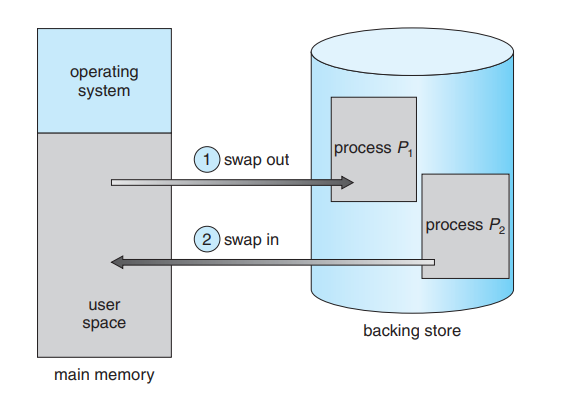 operating
system
1 swap out
process P1
process P2
2 swap in
user
space
backing store
main memory